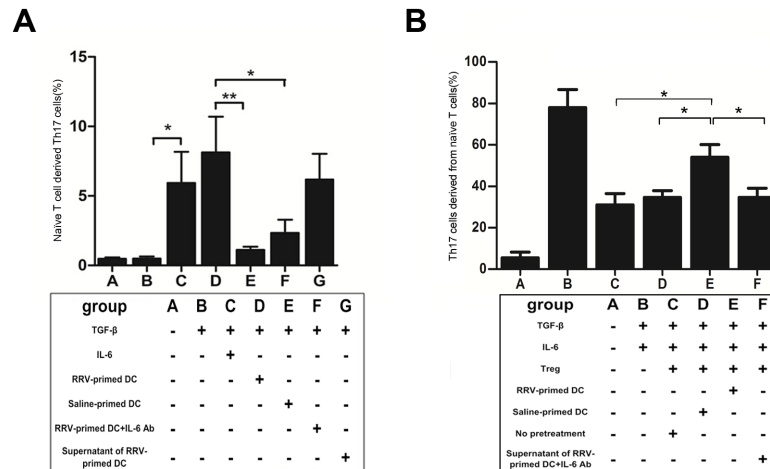 A
B
15
10
5
0
Naïve T cell derived Th17 cells(%)
*
**
*
A B C D E F G
group A B C D E F G
TGF-β - + + + + + +
IL-6 - - + - - - -
RRV-primed DC - - - + - - -
Saline-primed DC - - - - + - -
RRV-primed DC+IL-6 Ab - - - - - + -
Supernatant of RRV-
primed DC - - - - - - +
100
80
60
40
20
0
Th17 cells derived from naïve T cells(%)
*
*
*
A B C D E F
group A B C D E F
TGF-β - + + + + +
IL-6 - + + + + +
Treg - - + + + +
RRV-primed DC - - - - + -
Saline-primed DC - - - + - -
No pretreatment - - + - - -
Supernatant of RRV-
primed DC+IL-6 Ab - - - - - +